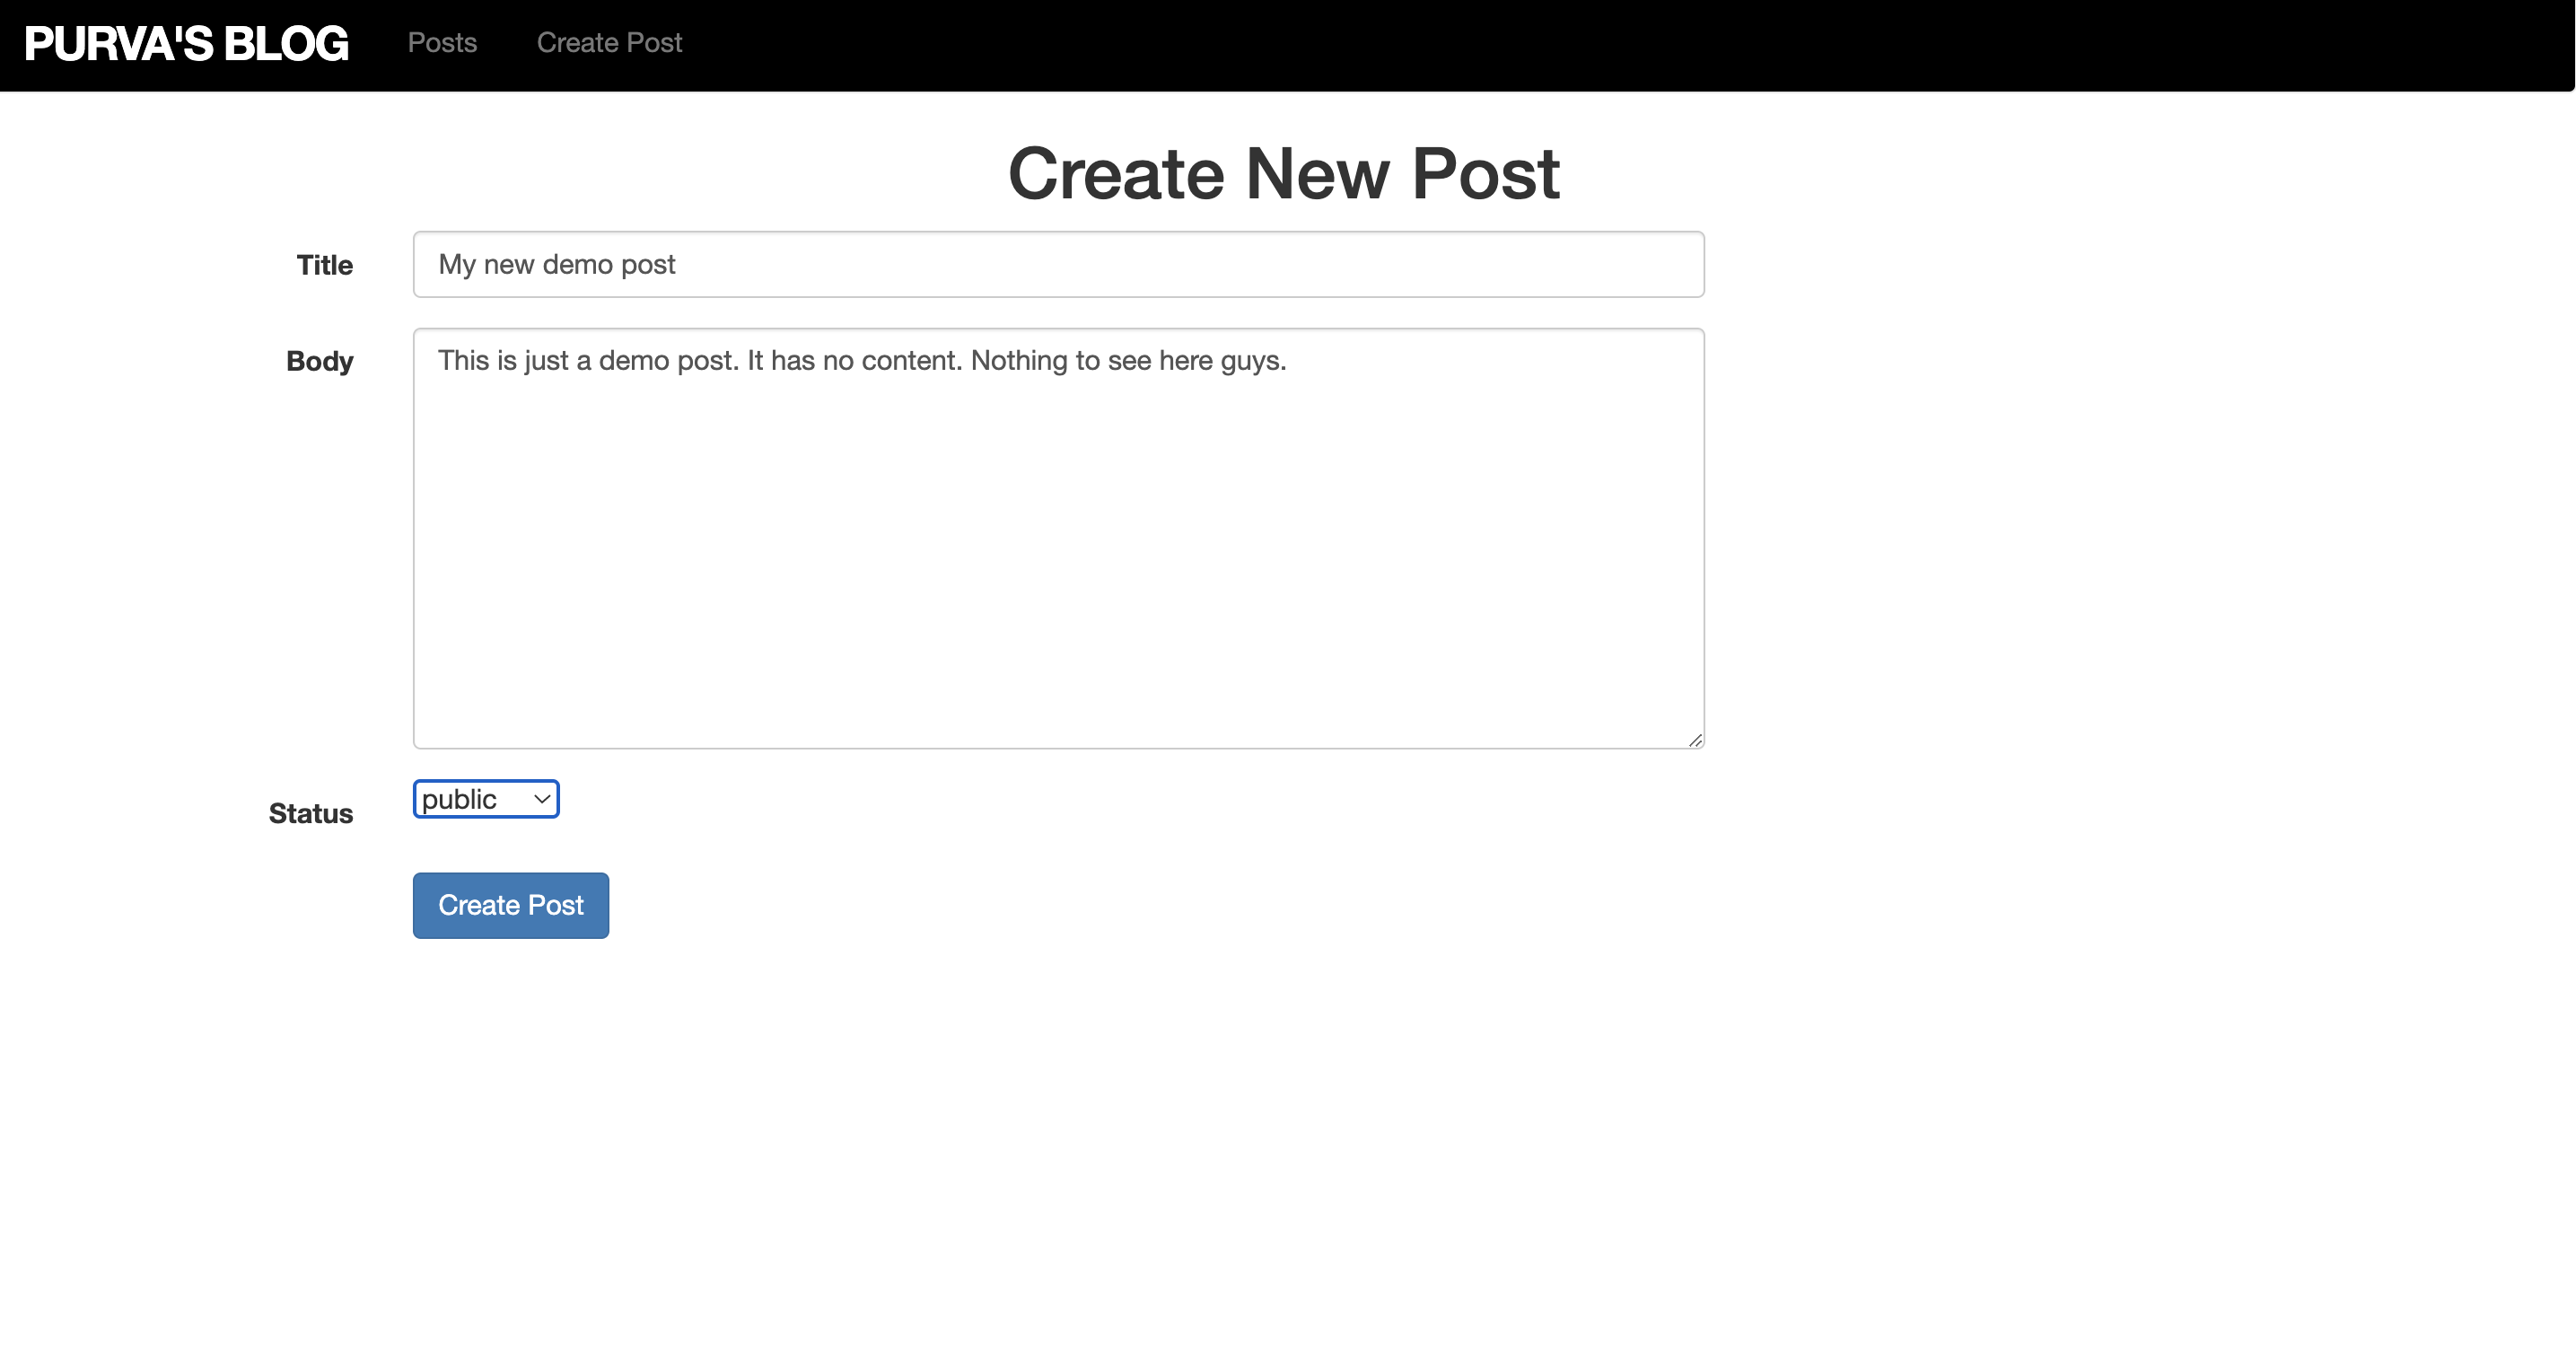 PURVA'S BLOG Posts Create Post
Create New Post
Title My new demo post
Body This is just a demo post. It has no content. Nothing to see here guys.
Status public
Create Post